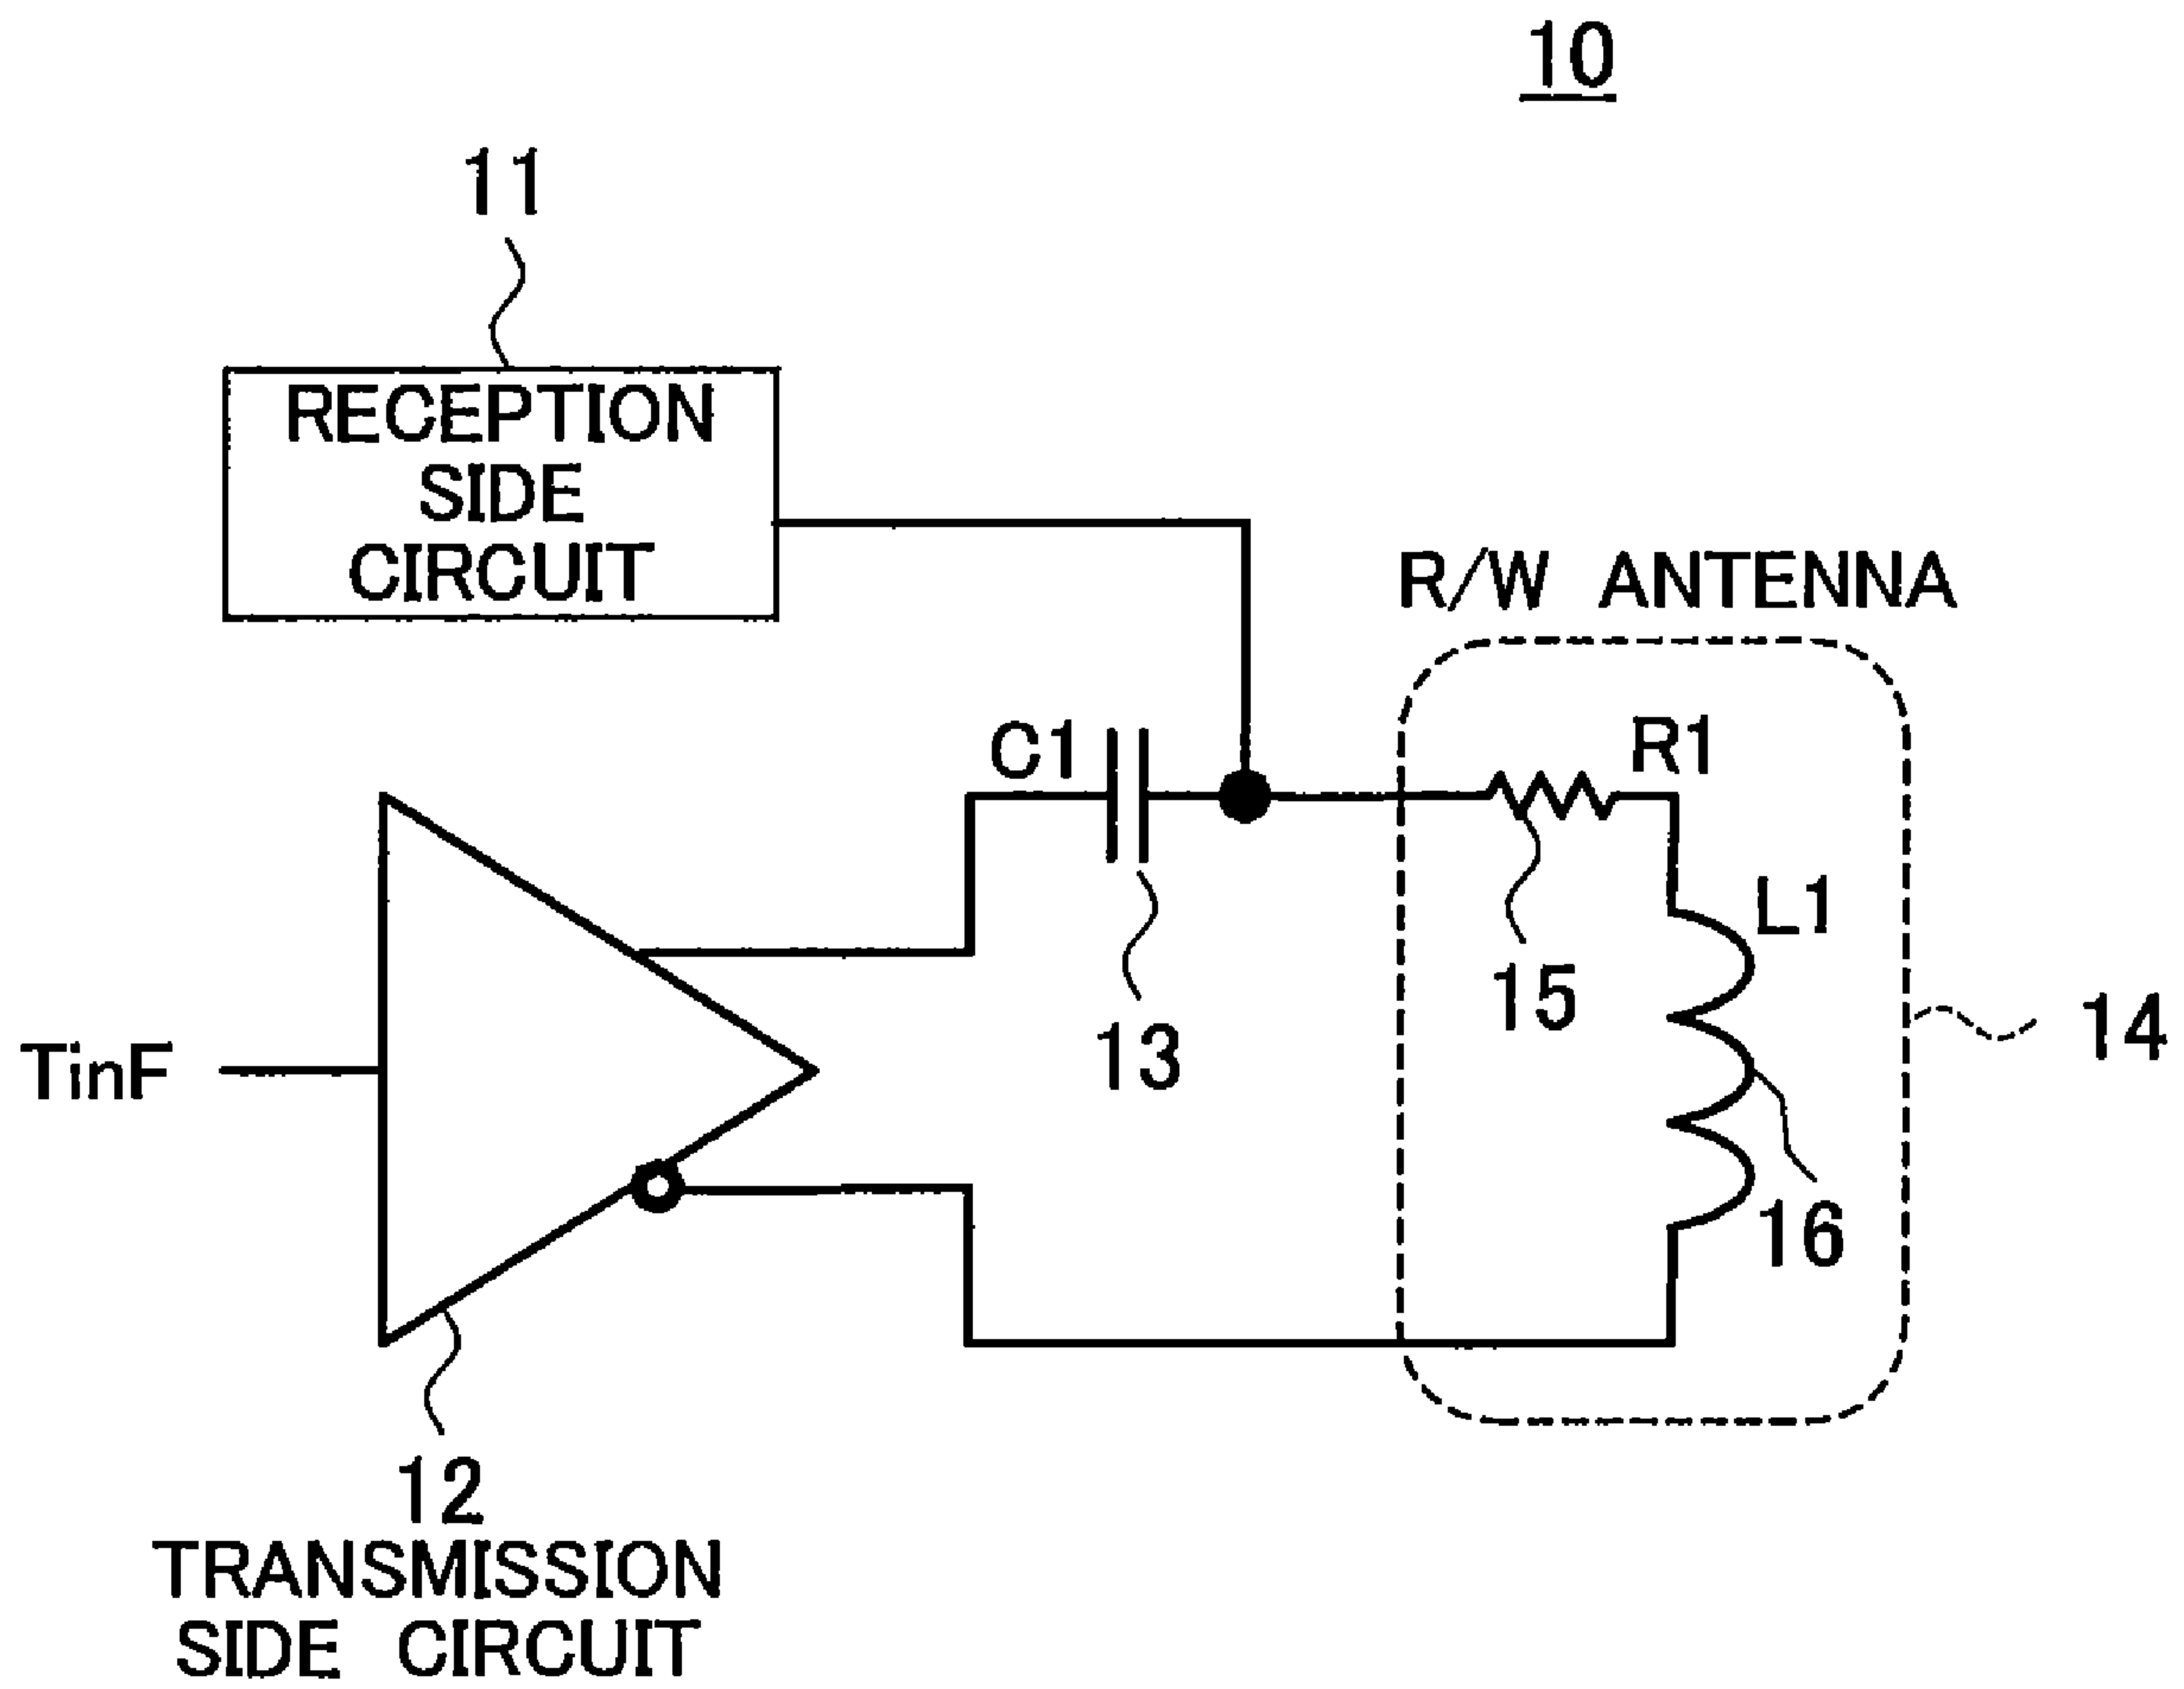 10
11
RECEPTION
SIDE
CIRCUIT
R/W ANTENNA
C1
R1
L1
15
14
13
TinF
16
12
TRANSMISSION
SIDE CIRCUIT